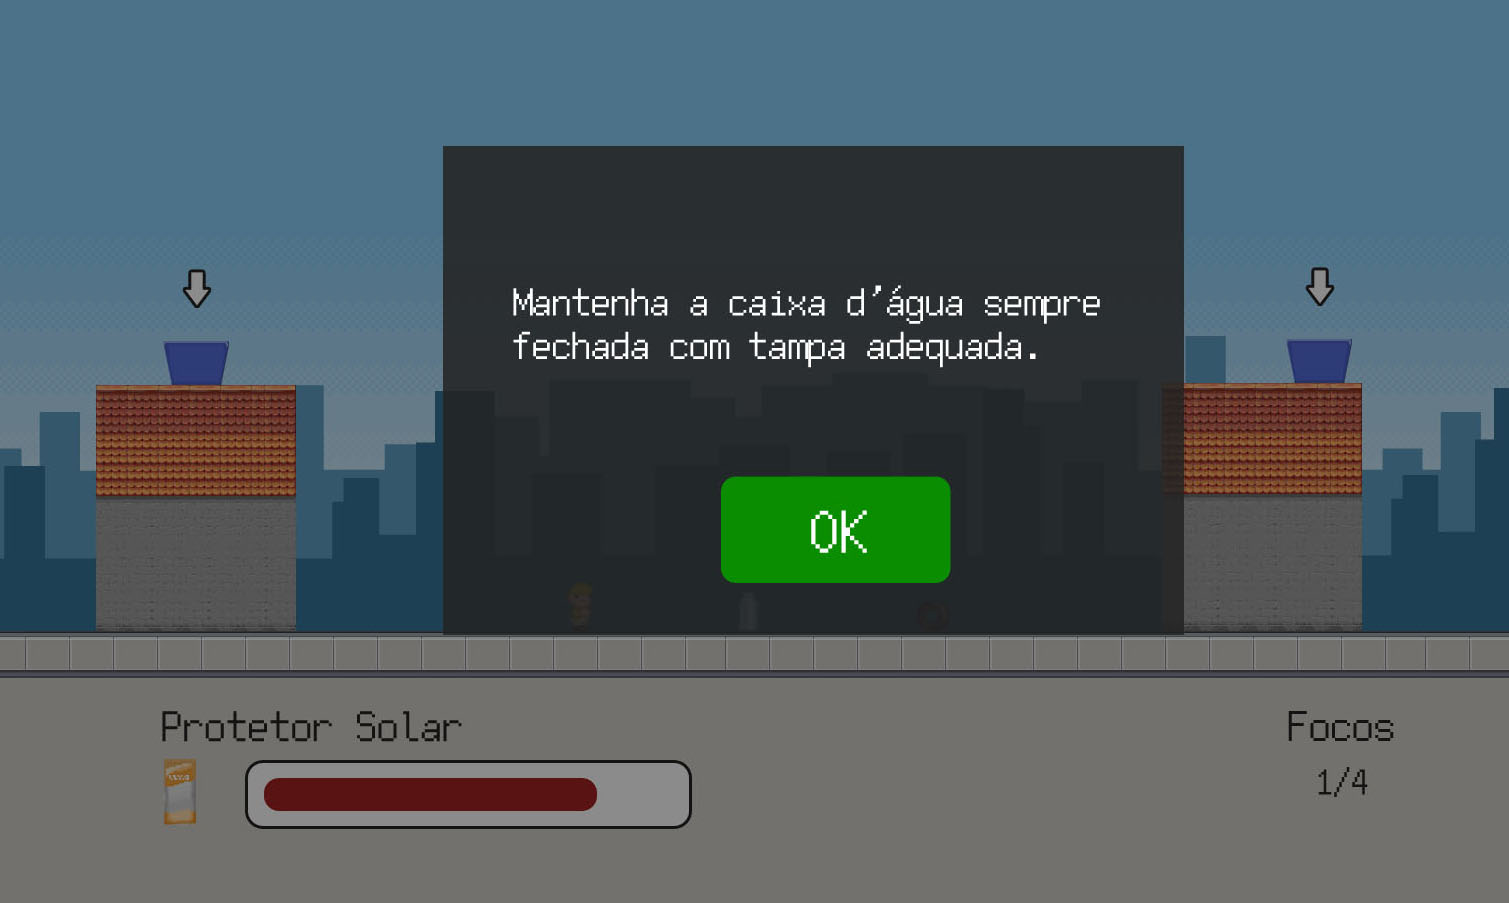 Mantenha a caixa d'água sempre
fechada com tampa adequada.
OK
Protetor Solar
Focos
1/4